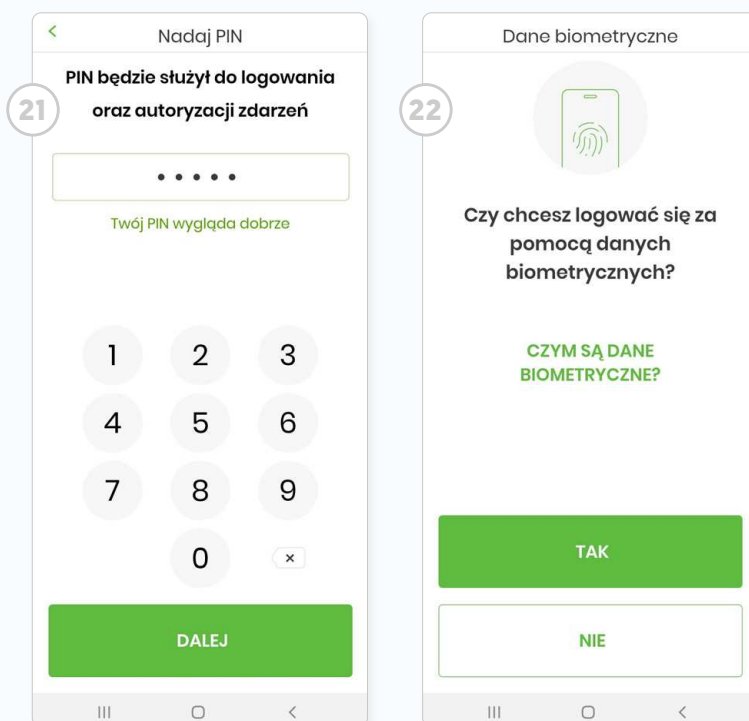 Nadaj PIN
21
PIN będzie służył do logowania
oraz autoryzacji zdarzeń
• • • • •
Twój PIN wygląda dobrze
1 2 3
4 5 6
7 8 9
0 ×
DALEJ
Dane biometryczne
22
Czy chcesz logować się za
pomocą danych
biometrycznych?
CZYM SĄ DANE
BIOMETRYCZNE?
TAK
NIE